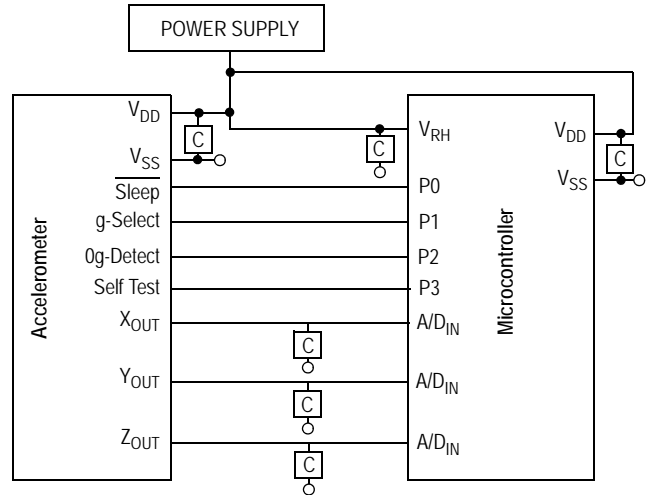 POWER SUPPLY
Accelerometer
V_DD
C
V_SS
Sleep
g-Select
0g-Detect
Self Test
X_OUT
Y_OUT
Z_OUT
C
C
C
C
Microcontroller
V_RH
P0
P1
P2
P3
A/D_IN
A/D_IN
A/D_IN
V_DD
C
V_SS